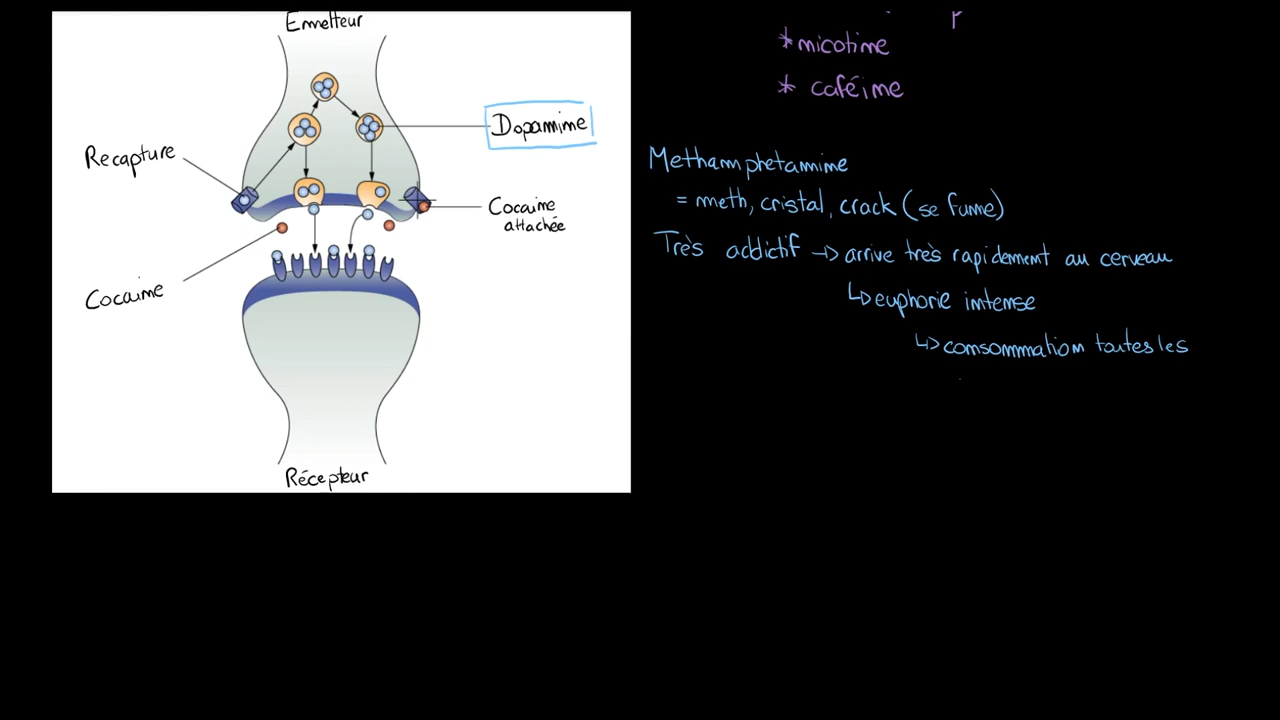 Emetteur
Recapture
Dopamine
Cocaine
attachée
Cocaine
Récepteur
* nicotine
* caféine
Methamphetamine
= meth, cristal, crack (se fume)
Très addictif → arrive très rapidement au cerveau
↳ euphorie intense
↳ consommation toutes les